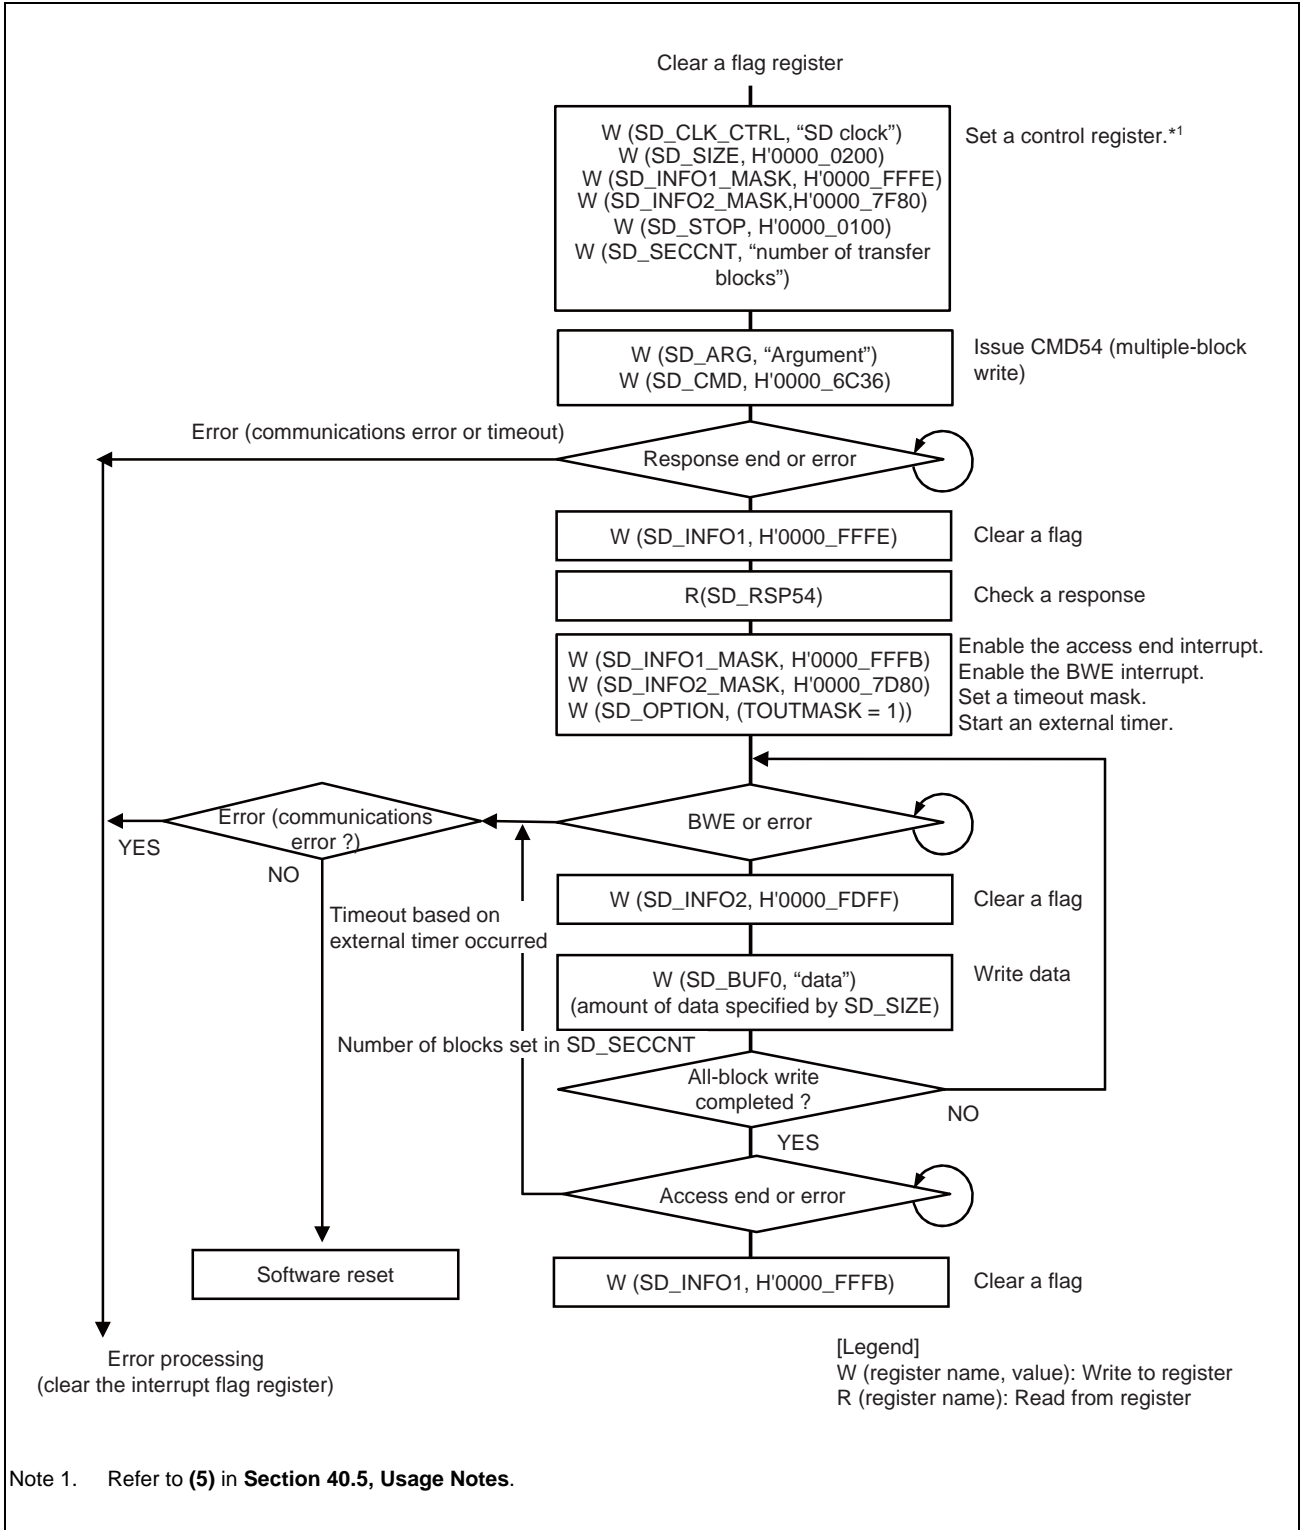 Clear a flag register
W (SD_CLK_CTRL, “SD clock”)
W (SD_SIZE, H'0000_0200)
W (SD_INFO1_MASK, H'0000_FFFE)
W (SD_INFO2_MASK,H'0000_7F80)
W (SD_STOP, H'0000_0100)
W (SD_SECCNT, “number of transfer
blocks”)
Set a control register.*1
W (SD_ARG, “Argument”)
W (SD_CMD, H'0000_6C36)
Issue CMD54 (multiple-block
write)
Error (communications error or timeout)
Response end or error
W (SD_INFO1, H'0000_FFFE)
Clear a flag
R(SD_RSP54)
Check a response
W (SD_INFO1_MASK, H'0000_FFFB)
W (SD_INFO2_MASK, H'0000_7D80)
W (SD_OPTION, (TOUTMASK = 1))
Enable the access end interrupt.
Enable the BWE interrupt.
Set a timeout mask.
Start an external timer.
Error (communications
error ?)
YES
NO
BWE or error
Timeout based on
external timer occurred
W (SD_INFO2, H'0000_FDFF)
Clear a flag
W (SD_BUF0, “data”)
(amount of data specified by SD_SIZE)
Write data
Number of blocks set in SD_SECCNT
All-block write
completed ?
NO
YES
Access end or error
Software reset
W (SD_INFO1, H'0000_FFFB)
Clear a flag
Error processing
(clear the interrupt flag register)
[Legend]
W (register name, value): Write to register
R (register name): Read from register
Note 1. Refer to (5) in Section 40.5, Usage Notes.